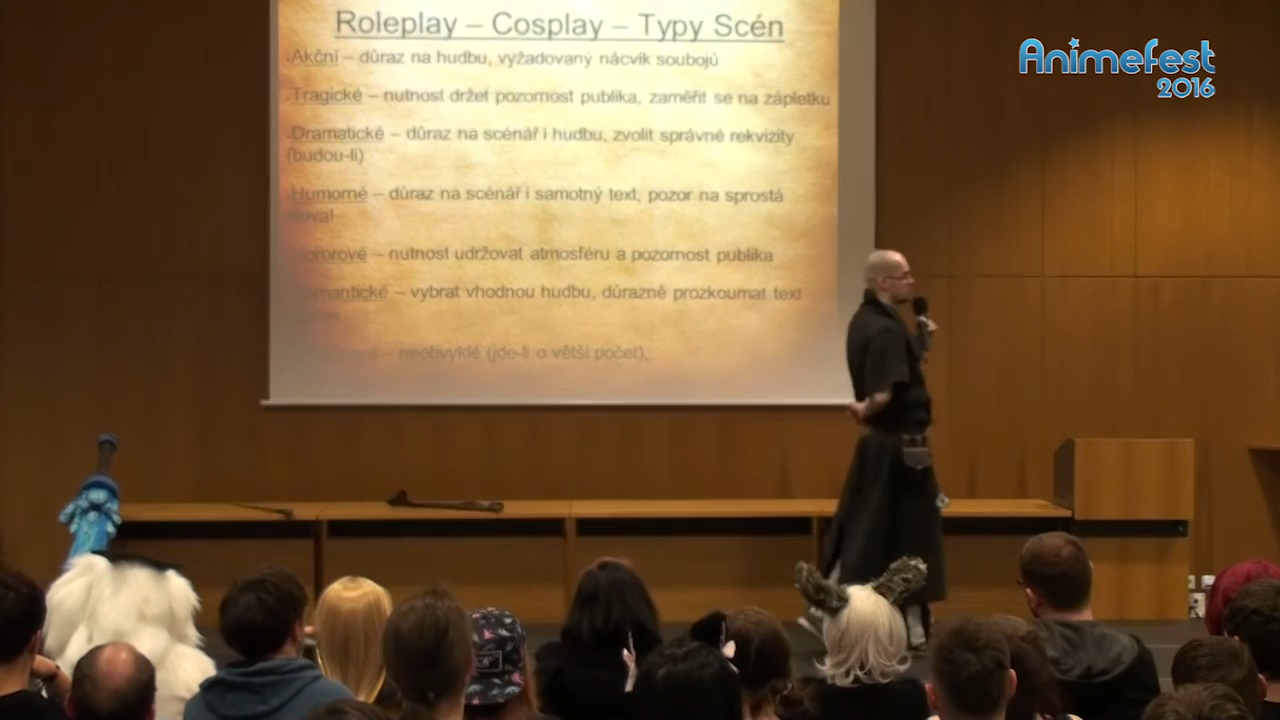 Roleplay – Cosplay – Typy Scén
Akční – důraz na hudbu, vyžadovaný nácvik soubojů
Tragické – nutnost držet pozornost publika, zaměřit se na zápletku
Dramatické – důraz na scénář i hudbu, zvolit správné rekvizity
(budou-li)
Humorné – důraz na scénář i samotný text, pozor na sprostá
slova!
– nutnost udržovat atmosféru a pozornost publika
– vybrat vhodnou hudbu, důrazně prozkoumat text
– neobvyklé (jde-li o větší počet),
Animefest
2016